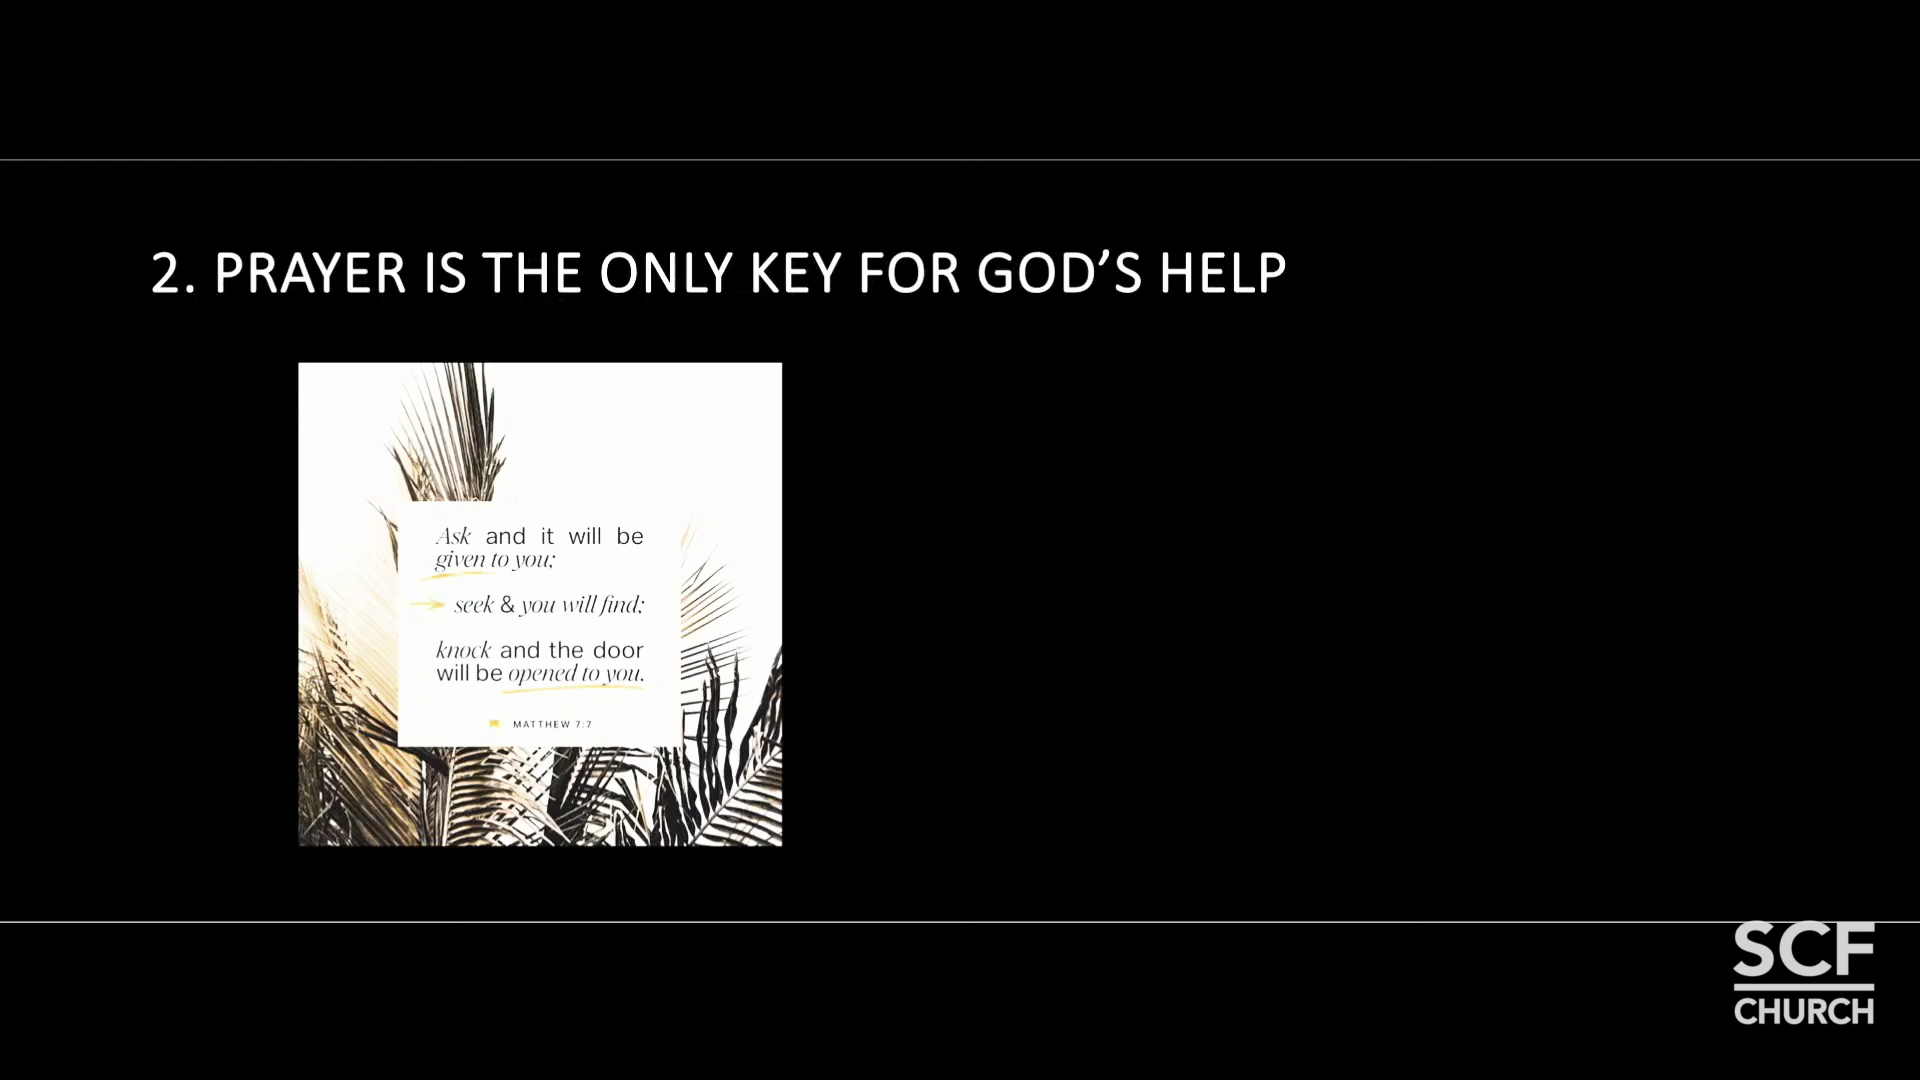 2. PRAYER IS THE ONLY KEY FOR GOD’S HELP
Ask and it will be
given to you;
seek & you will find;
knock and the door
will be opened to you.
MATTHEW 7:7
SCF
CHURCH